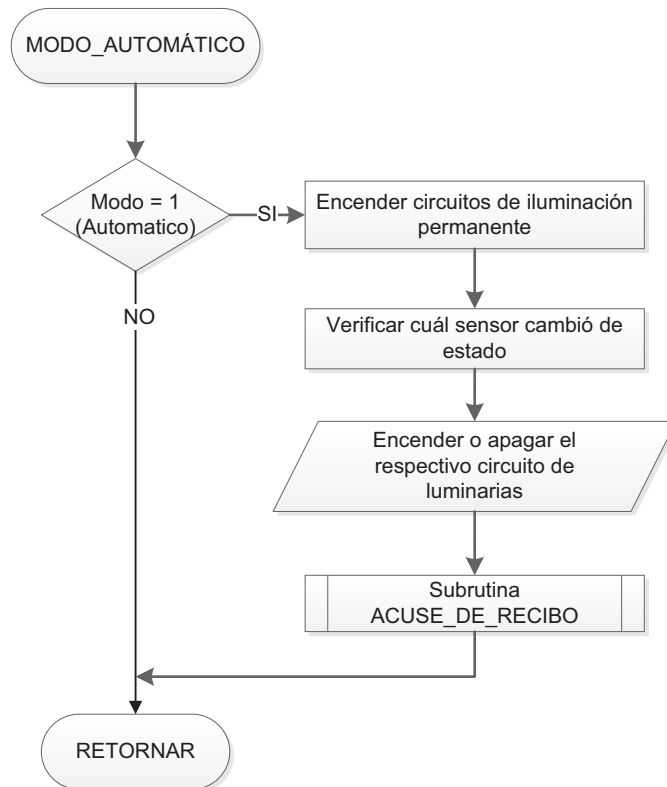 MODO_AUTOMÁTICO
Modo = 1
(Automatico)
SI
Encender circuitos de iluminación
permanente
NO
Verificar cuál sensor cambió de
estado
Encender o apagar el
respectivo circuito de
luminarias
Subrutina
ACUSE_DE_RECIBO
RETORNAR